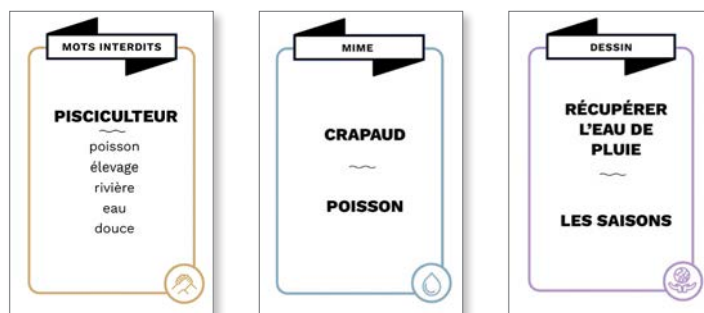 MOTS INTERDITS
PISCICULTEUR
poisson
élevage
rivière
eau
douce
MIME
CRAPAUD
POISSON
DESSIN
RÉCUPÉRER
L'EAU DE
PLUIE
LES SAISONS